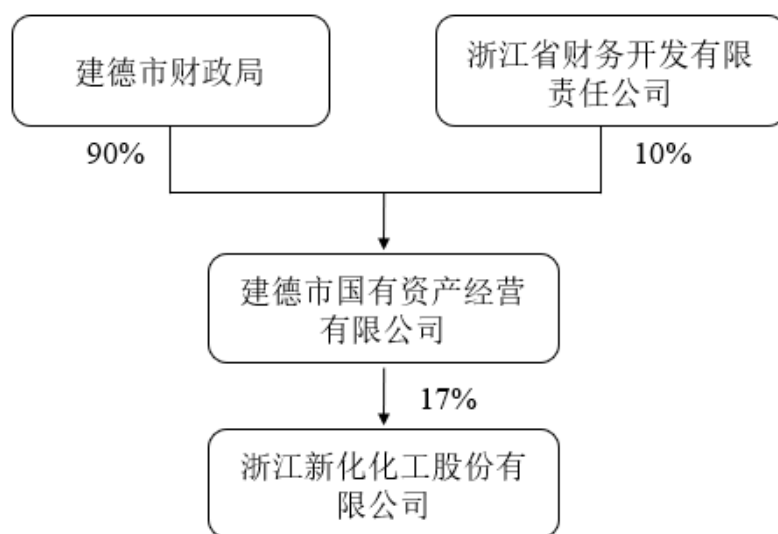 建德市财政局
浙江省财务开发有限
责任公司
90%
10%
建德市国有资产经营
有限公司
17%
浙江新化化工股份有
限公司